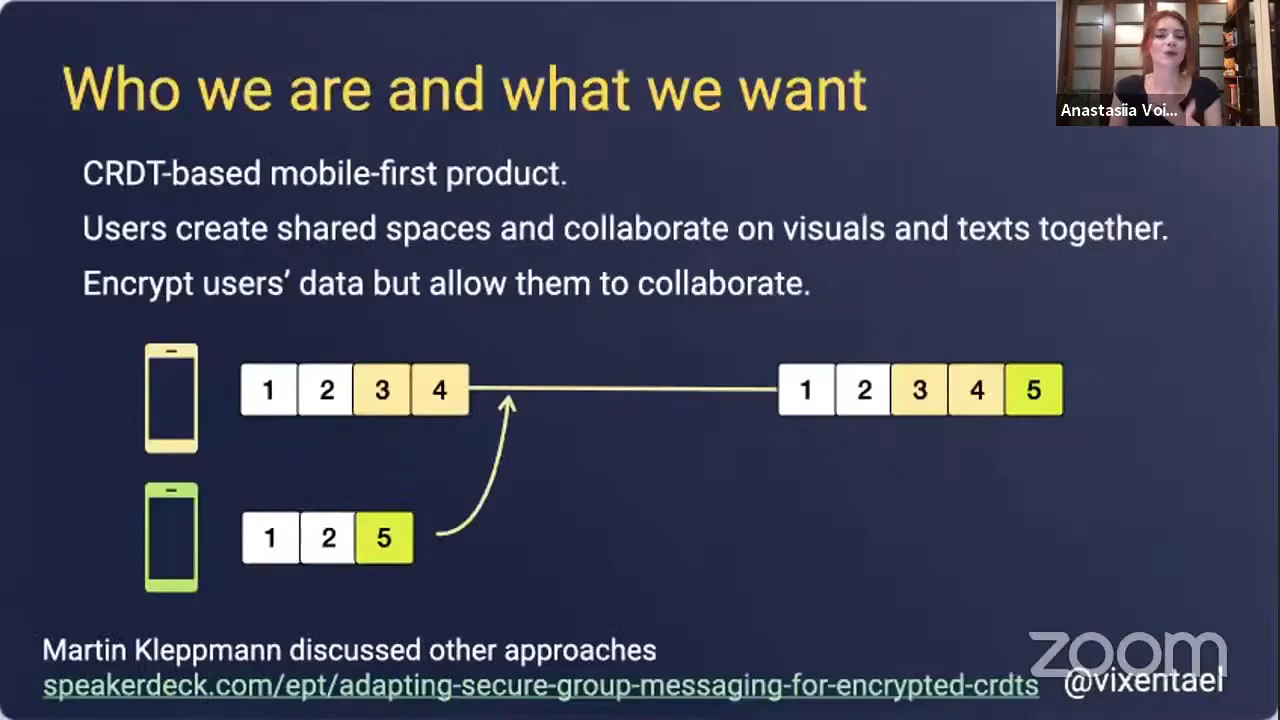 Who we are and what we want
Anastasiia Voi...
CRDT-based mobile-first product.
Users create shared spaces and collaborate on visuals and texts together.
Encrypt users’ data but allow them to collaborate.
1 2 3 4
1 2 3 4 5
1 2 5
Martin Kleppmann discussed other approaches
speakerdeck.com/ept/adapting-secure-group-messaging-for-encrypted-crdts
zoom
@vixentael